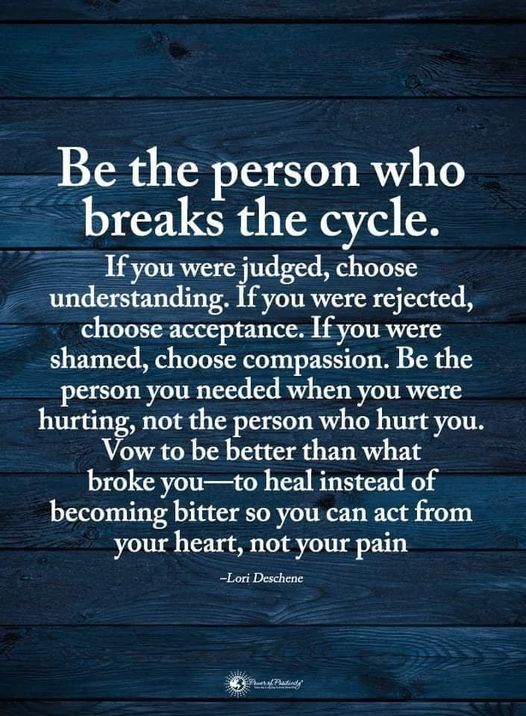 Be the person who
breaks the cycle.
If you were judged, choose
understanding. If you were rejected,
choose acceptance. If you were
shamed, choose compassion. Be the
person you needed when you were
hurting, not the person who hurt you.
Vow to be better than what
broke you—to heal instead of
becoming bitter so you can act from
your heart, not your pain
–Lori Deschene
Power of Positivity